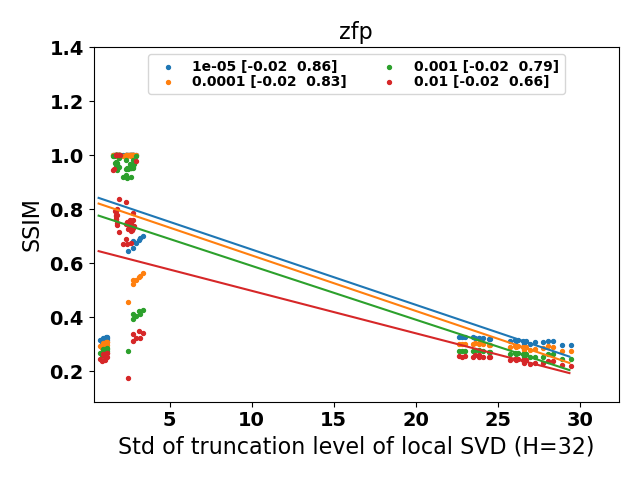 zfp
1e-05 [-0.02  0.86]
0.0001 [-0.02  0.83]
0.001 [-0.02  0.79]
0.01 [-0.02  0.66]
1.4
1.2
1.0
0.8
0.6
0.4
0.2
SSIM
5 10 15 20 25 30
Std of truncation level of local SVD (H=32)